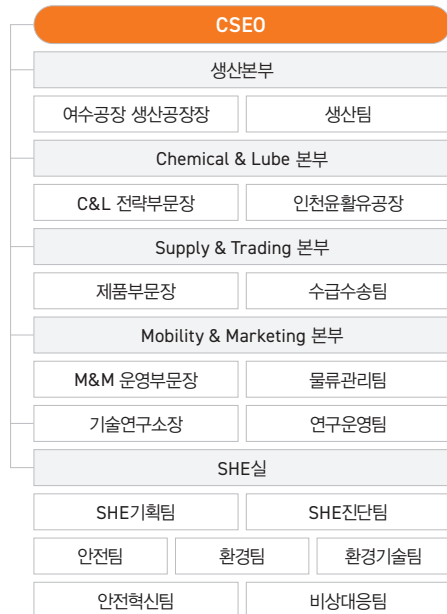 CSEO
생산본부
여수공장 생산공장장 생산팀
Chemical & Lube 본부
C&L 전략부문장 인천윤활유공장
Supply & Trading 본부
제품부문장 수급수송팀
Mobility & Marketing 본부
M&M 운영부문장 물류관리팀
기술연구소장 연구운영팀
SHE실
SHE기획팀 SHE진단팀
안전팀 환경팀 환경기술팀
안전혁신팀 비상대응팀